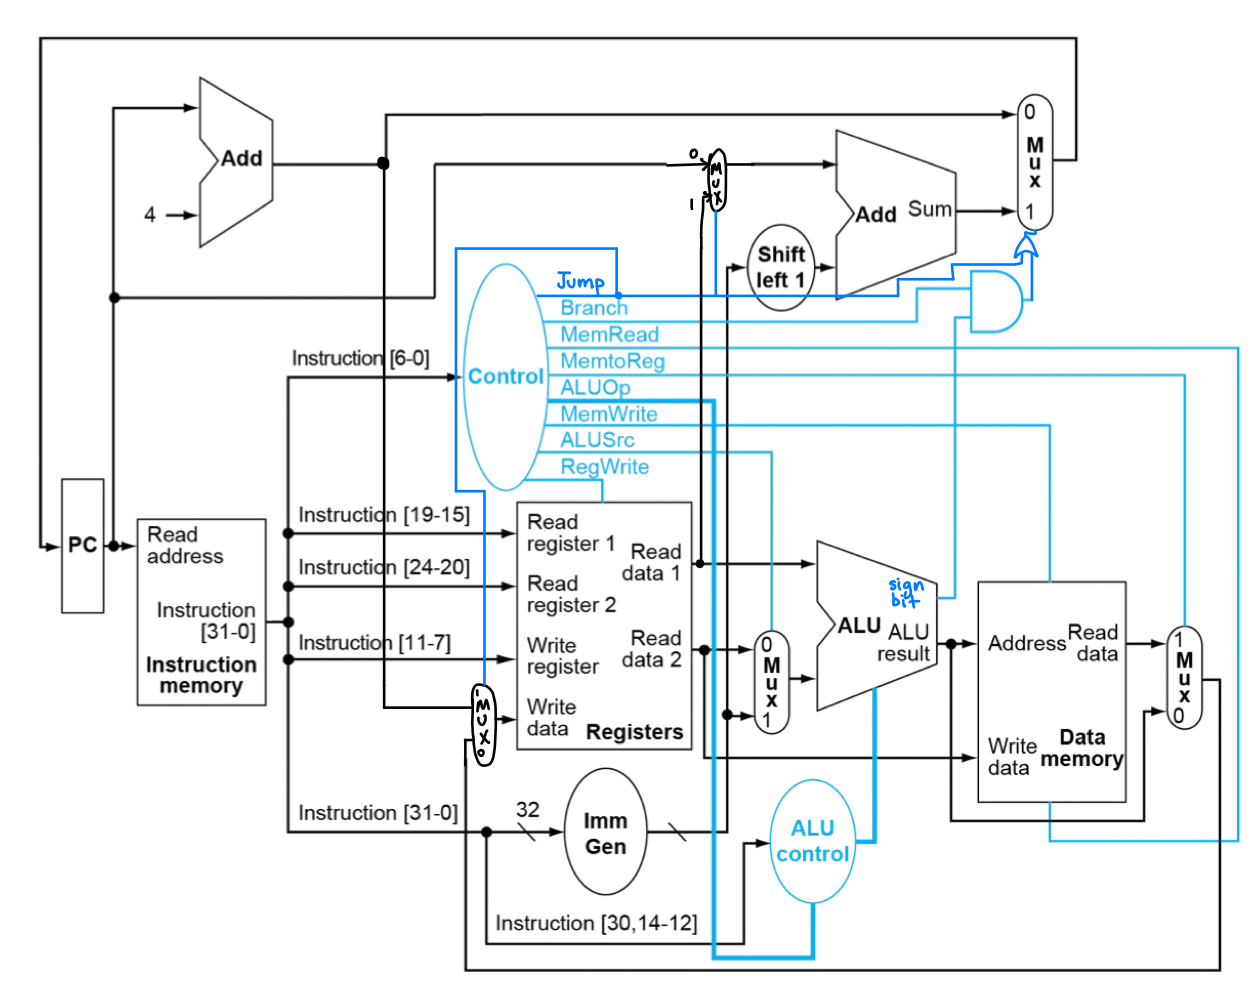 Add
4
0
Mux
1
0
MUX
1
Add Sum
Shift
left 1
Jump
Branch
MemRead
MemtoReg
ALUOp
MemWrite
ALUSrc
RegWrite
Control
Instruction [6-0]
PC
Read
address
Instruction
[31-0]
Instruction
memory
Instruction [19-15]
Instruction [24-20]
Instruction [11-7]
Read
register 1
Read
register 2
Write
register
Write
data
Read
data 1
Read
data 2
Registers
1
MUX
0
0
Mux
1
sign
bit
ALU
ALU
result
Address
Read
data
Write
data
Data
memory
1
Mux
0
Instruction [31-0]
32
Imm
Gen
ALU
control
Instruction [30,14-12]